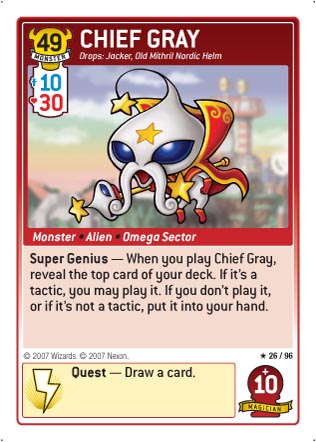 49
MONSTER
CHIEF GRAY
Drops: Jacker, Old Mithril Nordic Helm
10
30
Monster • Alien • Omega Sector
Super Genius — When you play Chief Gray,
reveal the top card of your deck. If it's a
tactic, you may play it. If you don't play it,
or if it's not a tactic, put it into your hand.
© 2007 Wizards. © 2007 Nexon.
★ 26 / 96
Quest — Draw a card.
+
10
MAGICIAN